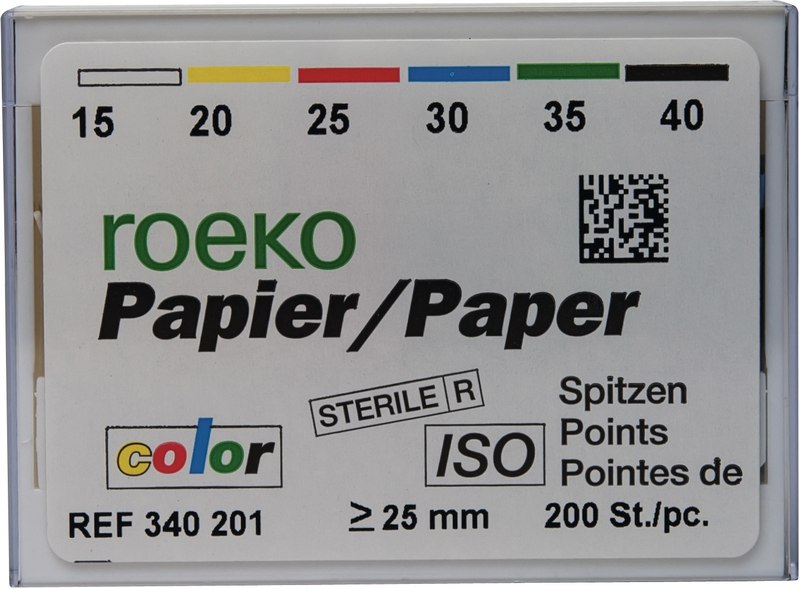 15 20 25 30 35 40
roeko
Papier/Paper
STERILE R
Spitzen
Points
Pointes de
color
ISO
REF 340 201
≥ 25 mm
200 St./pc.